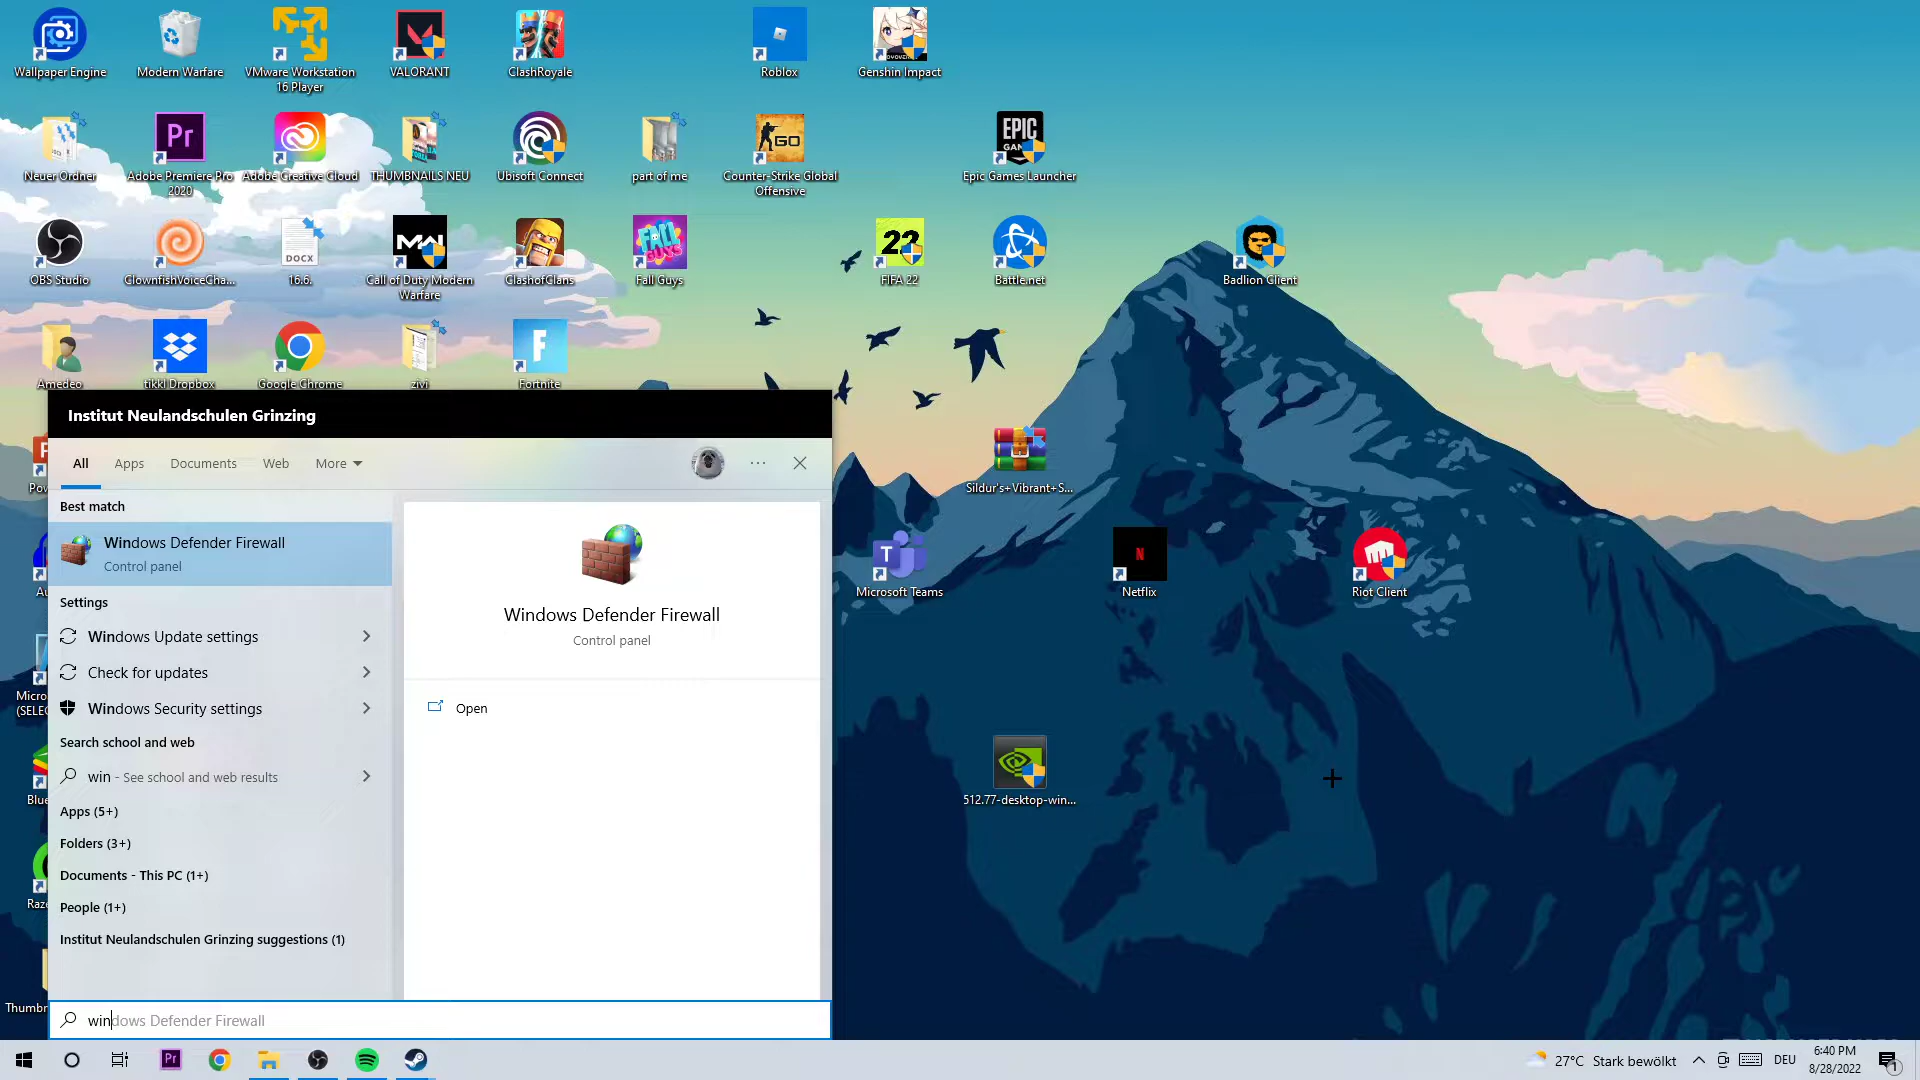 Wallpaper Engine
Modern Warfare
VMware Workstation
16 Player
VALORANT
ClashRoyale
Roblox
Genshin Impact
Neuer Ordner
Adobe Premiere Pro
2020
Adobe Creative Cloud
THUMBNAILS NEU
Ubisoft Connect
part of me
Counter-Strike Global
Offensive
Epic Games Launcher
OBS Studio
ClownfishVoiceCha...
16.6.
Call of Duty Modern
Warfare
ClashofClans
Fall Guys
FIFA 22
Battle.net
Badlion Client
Amedeo
tikkl Dropbox
Google Chrome
zivi
Fortnite
Institut Neulandschulen Grinzing
All
Apps
Documents
Web
More
Best match
Windows Defender Firewall
Control panel
Settings
Windows Update settings
Check for updates
Windows Security settings
Search school and web
win - See school and web results
Apps (5+)
Folders (3+)
Documents - This PC (1+)
People (1+)
Institut Neulandschulen Grinzing suggestions (1)
Windows Defender Firewall
Control panel
Open
Sildur's+Vibrant+S...
Microsoft Teams
Netflix
Riot Client
512.77-desktop-win...
windows Defender Firewall
27°C Stark bewölkt
DEU
6:40 PM
8/28/2022
1